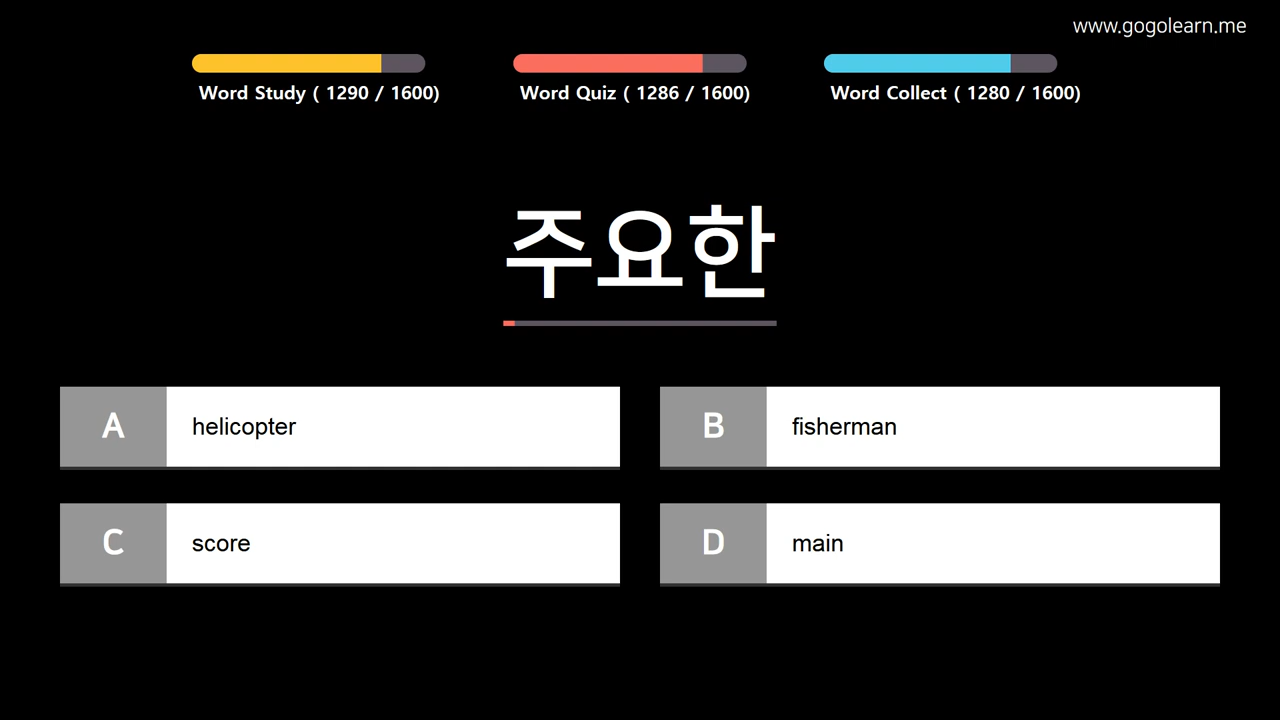 www.gogolearn.me
Word Study ( 1290 / 1600)
Word Quiz ( 1286 / 1600)
Word Collect ( 1280 / 1600)
주요한
A helicopter
B fisherman
C score
D main